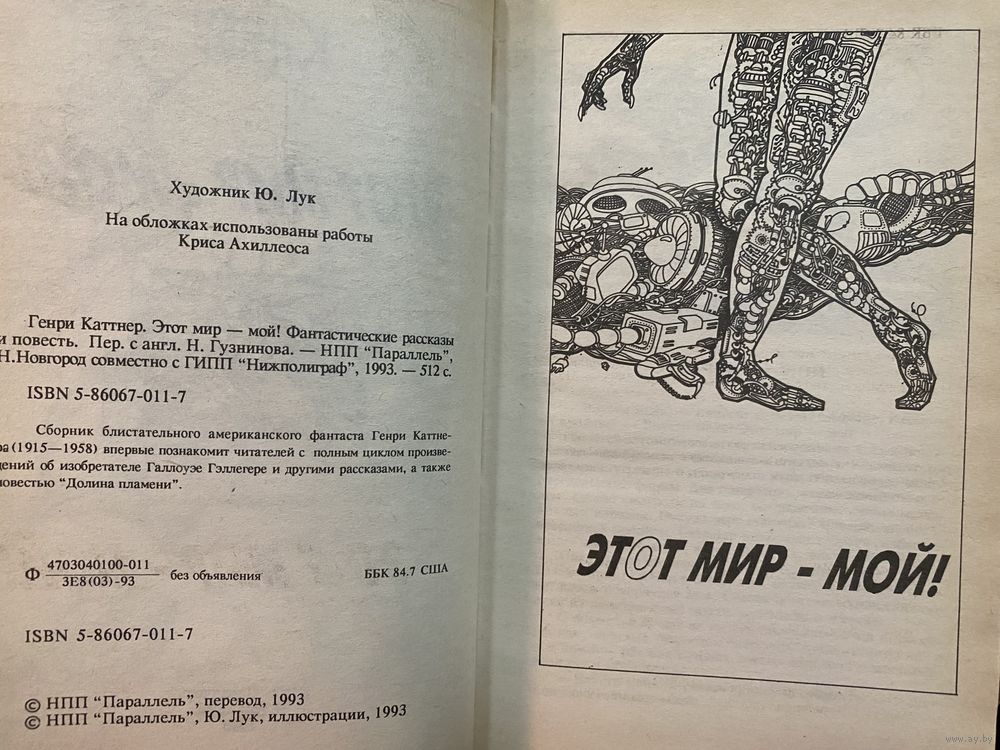 Художник Ю. Лук
На обложках использованы работы
Криса Ахиллеоса
Генри Каттнер. Этот мир — мой! Фантастические рассказы
и повесть. Пер. с англ. Н. Гузнинова. — НПП "Параллель",
Н.Новгород совместно с ГИПП "Нижполиграф", 1993. — 512 с.
ISBN 5-86067-011-7
Сборник блистательного американского фантаста Генри Каттне-
ра (1915—1958) впервые познакомит читателей с полным циклом произве-
дений об изобретателе Галлоуэе Гэллегере и другими рассказами, а также
повестью "Долина пламени".
Ф 4703040100-011
3Е8(03)-93 без объявления ББК 84.7 США
ISBN 5-86067-011-7
© НПП "Параллель", перевод, 1993
© НПП "Параллель", Ю. Лук, иллюстрации, 1993
ЭТОТ МИР - МОЙ!
www.ay.by